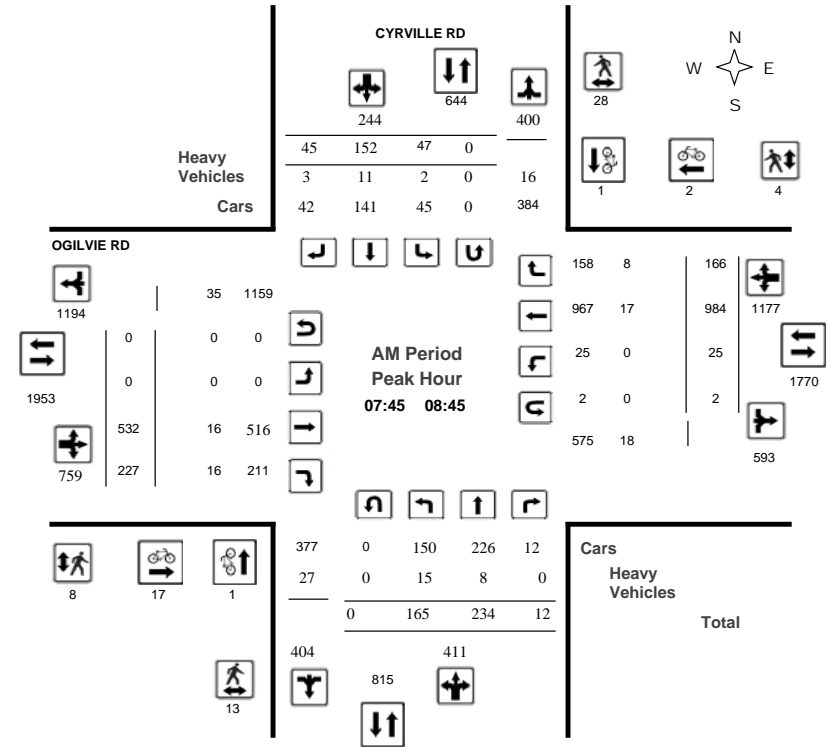 CYRVILLE RD
N
W E
S
644
28
244 400
45 152 47 0
Heavy
Vehicles 3 11 2 0 16
Cars 42 141 45 0 384
1 2 4
OGILVIE RD
1194 35 1159
158 8 166
0 0 0
967 17 984 1177
1953 0 0 0
25 0 25 1770
AM Period
Peak Hour
07:45 08:45
2 0 2
532 16 516
575 18 593
759 227 16 211
377 0 150 226 12 Cars
27 0 15 8 0 Heavy
Vehicles
0 165 234 12 Total
8 17 1
404 411
815
13